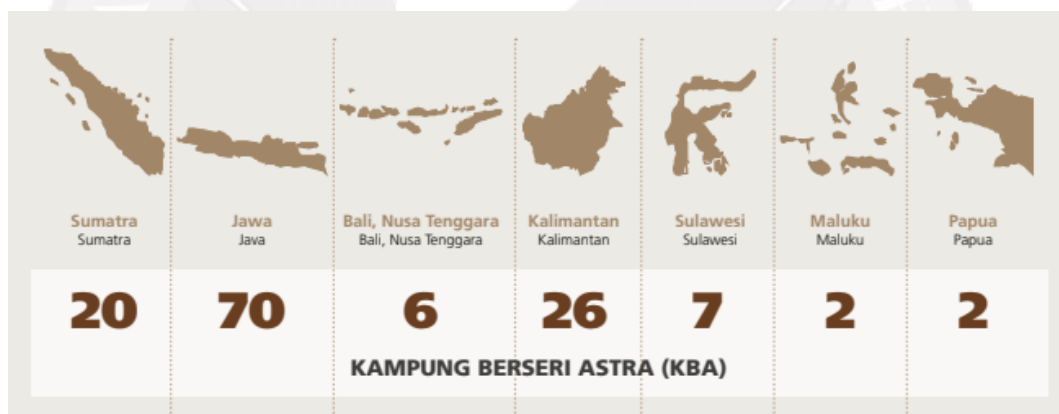 Sumatra Jawa Bali, Nusa Tenggara Kalimantan Sulawesi Maluku Papua
Sumatra Java Bali, Nusa Tenggara Kalimantan Sulawesi Maluku Papua
20 70 6 26 7 2 2
KAMPUNG BERSERI ASTRA (KBA)